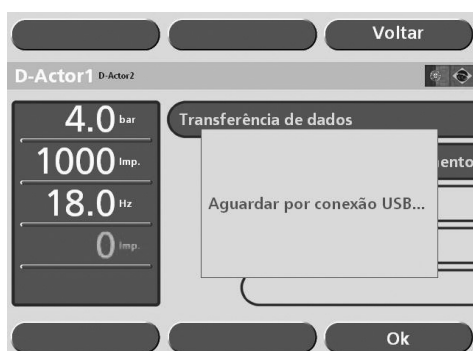 Voltar
D-Actor1 D-Actor2
4.0 bar
1000 Imp.
18.0 Hz
0 Imp.
Transferência de dados
ento
Aguardar por conexão USB...
Ok